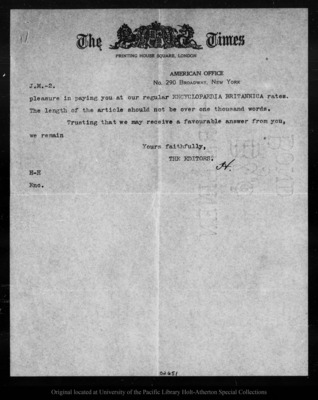 The Times
PRINTING HOUSE SQUARE, LONDON
AMERICAN OFFICE
No. 290 BROADWAY, NEW YORK
J.M.-2.
pleasure in paying you at our regular ENCYCLOPAEDIA BRITANNICA rates.
The length of the article should not be over one thousand words.
Trusting that we may receive a favourable answer from you,
we remain
Yours faithfully,
THE EDITORS.
H.
H-H
Enc.
02651
Original located at University of the Pacific Library Holt-Atherton Special Collections